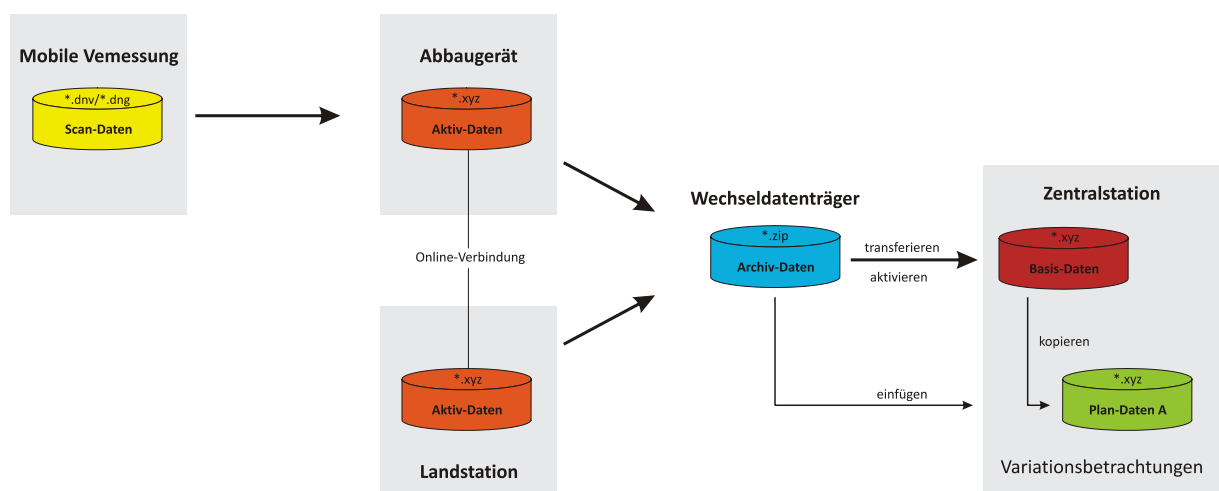 Mobile Vemessung
*.dnv/*.dng
Scan-Daten
Abbaugerät
*.xyz
Aktiv-Daten
Online-Verbindung
*.xyz
Aktiv-Daten
Landstation
Wechseldatenträger
*.zip
Archiv-Daten
transferieren
aktivieren
einfügen
Zentralstation
*.xyz
Basis-Daten
kopieren
*.xyz
Plan-Daten A
Variationsbetrachtungen